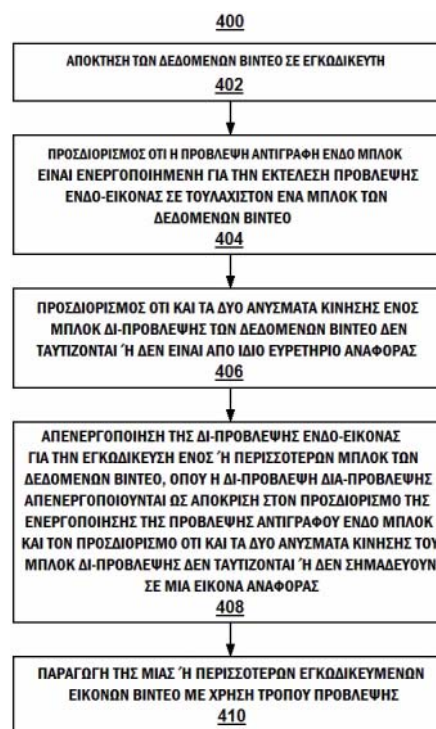 400
ΑΠΟΚΤΗΣΗ ΤΩΝ ΔΕΔΟΜΕΝΩΝ ΒΙΝΤΕΟ ΣΕ ΕΓΚΩΔΙΚΕΥΤΗ
402
ΠΡΟΣΔΙΟΡΙΣΜΟΣ ΟΤΙ Η ΠΡΟΒΛΕΨΗ ΑΝΤΙΓΡΑΦΗ ΕΝΔΟ ΜΠΛΟΚ
ΕΙΝΑΙ ΕΝΕΡΓΟΠΟΙΗΜΕΝΗ ΓΙΑ ΤΗΝ ΕΚΤΕΛΕΣΗ ΠΡΟΒΛΕΨΗΣ
ΕΝΔΟ-ΕΙΚΟΝΑΣ ΣΕ ΤΟΥΛΑΧΙΣΤΟΝ ΕΝΑ ΜΠΛΟΚ ΤΩΝ
ΔΕΔΟΜΕΝΩΝ ΒΙΝΤΕΟ
404
ΠΡΟΣΔΙΟΡΙΣΜΟΣ ΟΤΙ ΚΑΙ ΤΑ ΔΥΟ ΑΝΥΣΜΑΤΑ ΚΙΝΗΣΗΣ ΕΝΟΣ
ΜΠΛΟΚ ΔΙ-ΠΡΟΒΛΕΨΗΣ ΤΩΝ ΔΕΔΟΜΕΝΩΝ ΒΙΝΤΕΟ ΔΕΝ
ΤΑΥΤΙΖΟΝΤΑΙ Ή ΔΕΝ ΕΙΝΑΙ ΑΠΟ ΙΔΙΟ ΕΥΡΕΤΗΡΙΟ ΑΝΑΦΟΡΑΣ
406
ΑΠΕΝΕΡΓΟΠΟΙΗΣΗ ΤΗΣ ΔΙ-ΠΡΟΒΛΕΨΗΣ ΕΝΔΟ-ΕΙΚΟΝΑΣ
ΓΙΑ ΤΗΝ ΕΓΚΩΔΙΚΕΥΣΗ ΕΝΟΣ Ή ΠΕΡΙΣΣΟΤΕΡΩΝ ΜΠΛΟΚ ΤΩΝ
ΔΕΔΟΜΕΝΩΝ ΒΙΝΤΕΟ, ΟΠΟΥ Η ΔΙ-ΠΡΟΒΛΕΨΗ ΔΙΑ-ΠΡΟΒΛΕΨΗΣ
ΑΠΕΝΕΡΓΟΠΟΙΟΥΝΤΑΙ ΩΣ ΑΠΟΚΡΙΣΗ ΣΤΟΝ ΠΡΟΣΔΙΟΡΙΣΜΟ ΤΗΣ
ΕΝΕΡΓΟΠΟΙΗΣΗΣ ΤΗΣ ΠΡΟΒΛΕΨΗΣ ΑΝΤΙΓΡΑΦΟΥ ΕΝΔΟ ΜΠΛΟΚ
ΚΑΙ ΤΟΝ ΠΡΟΣΔΙΟΡΙΣΜΟ ΟΤΙ ΚΑΙ ΤΑ ΔΥΟ ΑΝΥΣΜΑΤΑ ΚΙΝΗΣΗΣ ΤΟΥ
ΜΠΛΟΚ ΔΙ-ΠΡΟΒΛΕΨΗΣ ΔΕΝ ΤΑΥΤΙΖΟΝΤΑΙ Ή ΔΕΝ ΣΗΜΑΔΕΥΟΥΝ
ΣΕ ΜΙΑ ΕΙΚΟΝΑ ΑΝΑΦΟΡΑΣ
408
ΠΑΡΑΓΩΓΗ ΤΗΣ ΜΙΑΣ Ή ΠΕΡΙΣΣΟΤΕΡΩΝ ΕΓΚΩΔΙΚΕΥΜΕΝΩΝ
ΕΙΚΟΝΩΝ ΒΙΝΤΕΟ ΜΕ ΧΡΗΣΗ ΤΡΟΠΟΥ ΠΡΟΒΛΕΨΗΣ
410